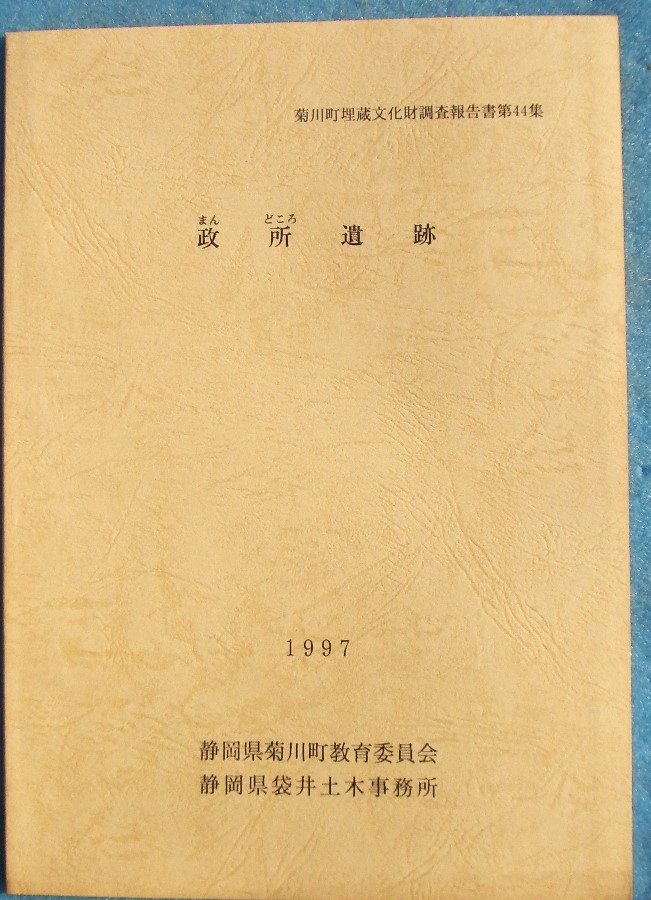 菊川町埋蔵文化財調査報告書第44集
まん どころ
政所遺跡
1997
静岡県菊川町教育委員会
静岡県袋井土木事務所